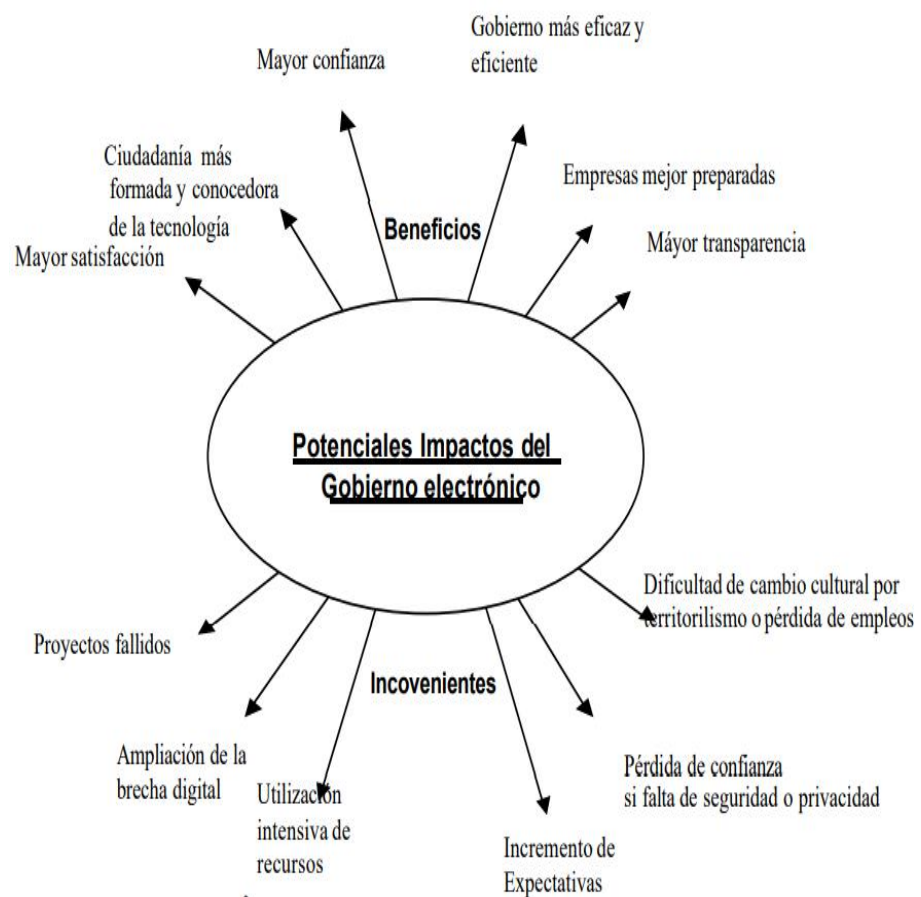 Gobierno más eficaz y
eficiente
Mayor confianza
Ciudadanía más
formada y conocedora
de la tecnología
Empresas mejor preparadas
Beneficios
Máyor transparencia
Mayor satisfacción
Potenciales Impactos del
Gobierno electrónico
Dificultad de cambio cultural por
territorilismo o pérdida de empleos
Proyectos fallidos
Incovenientes
Ampliación de la
brecha digital
Pérdida de confianza
si falta de seguridad o privacidad
Utilización
intensiva de
recursos
Incremento de
Expectativas